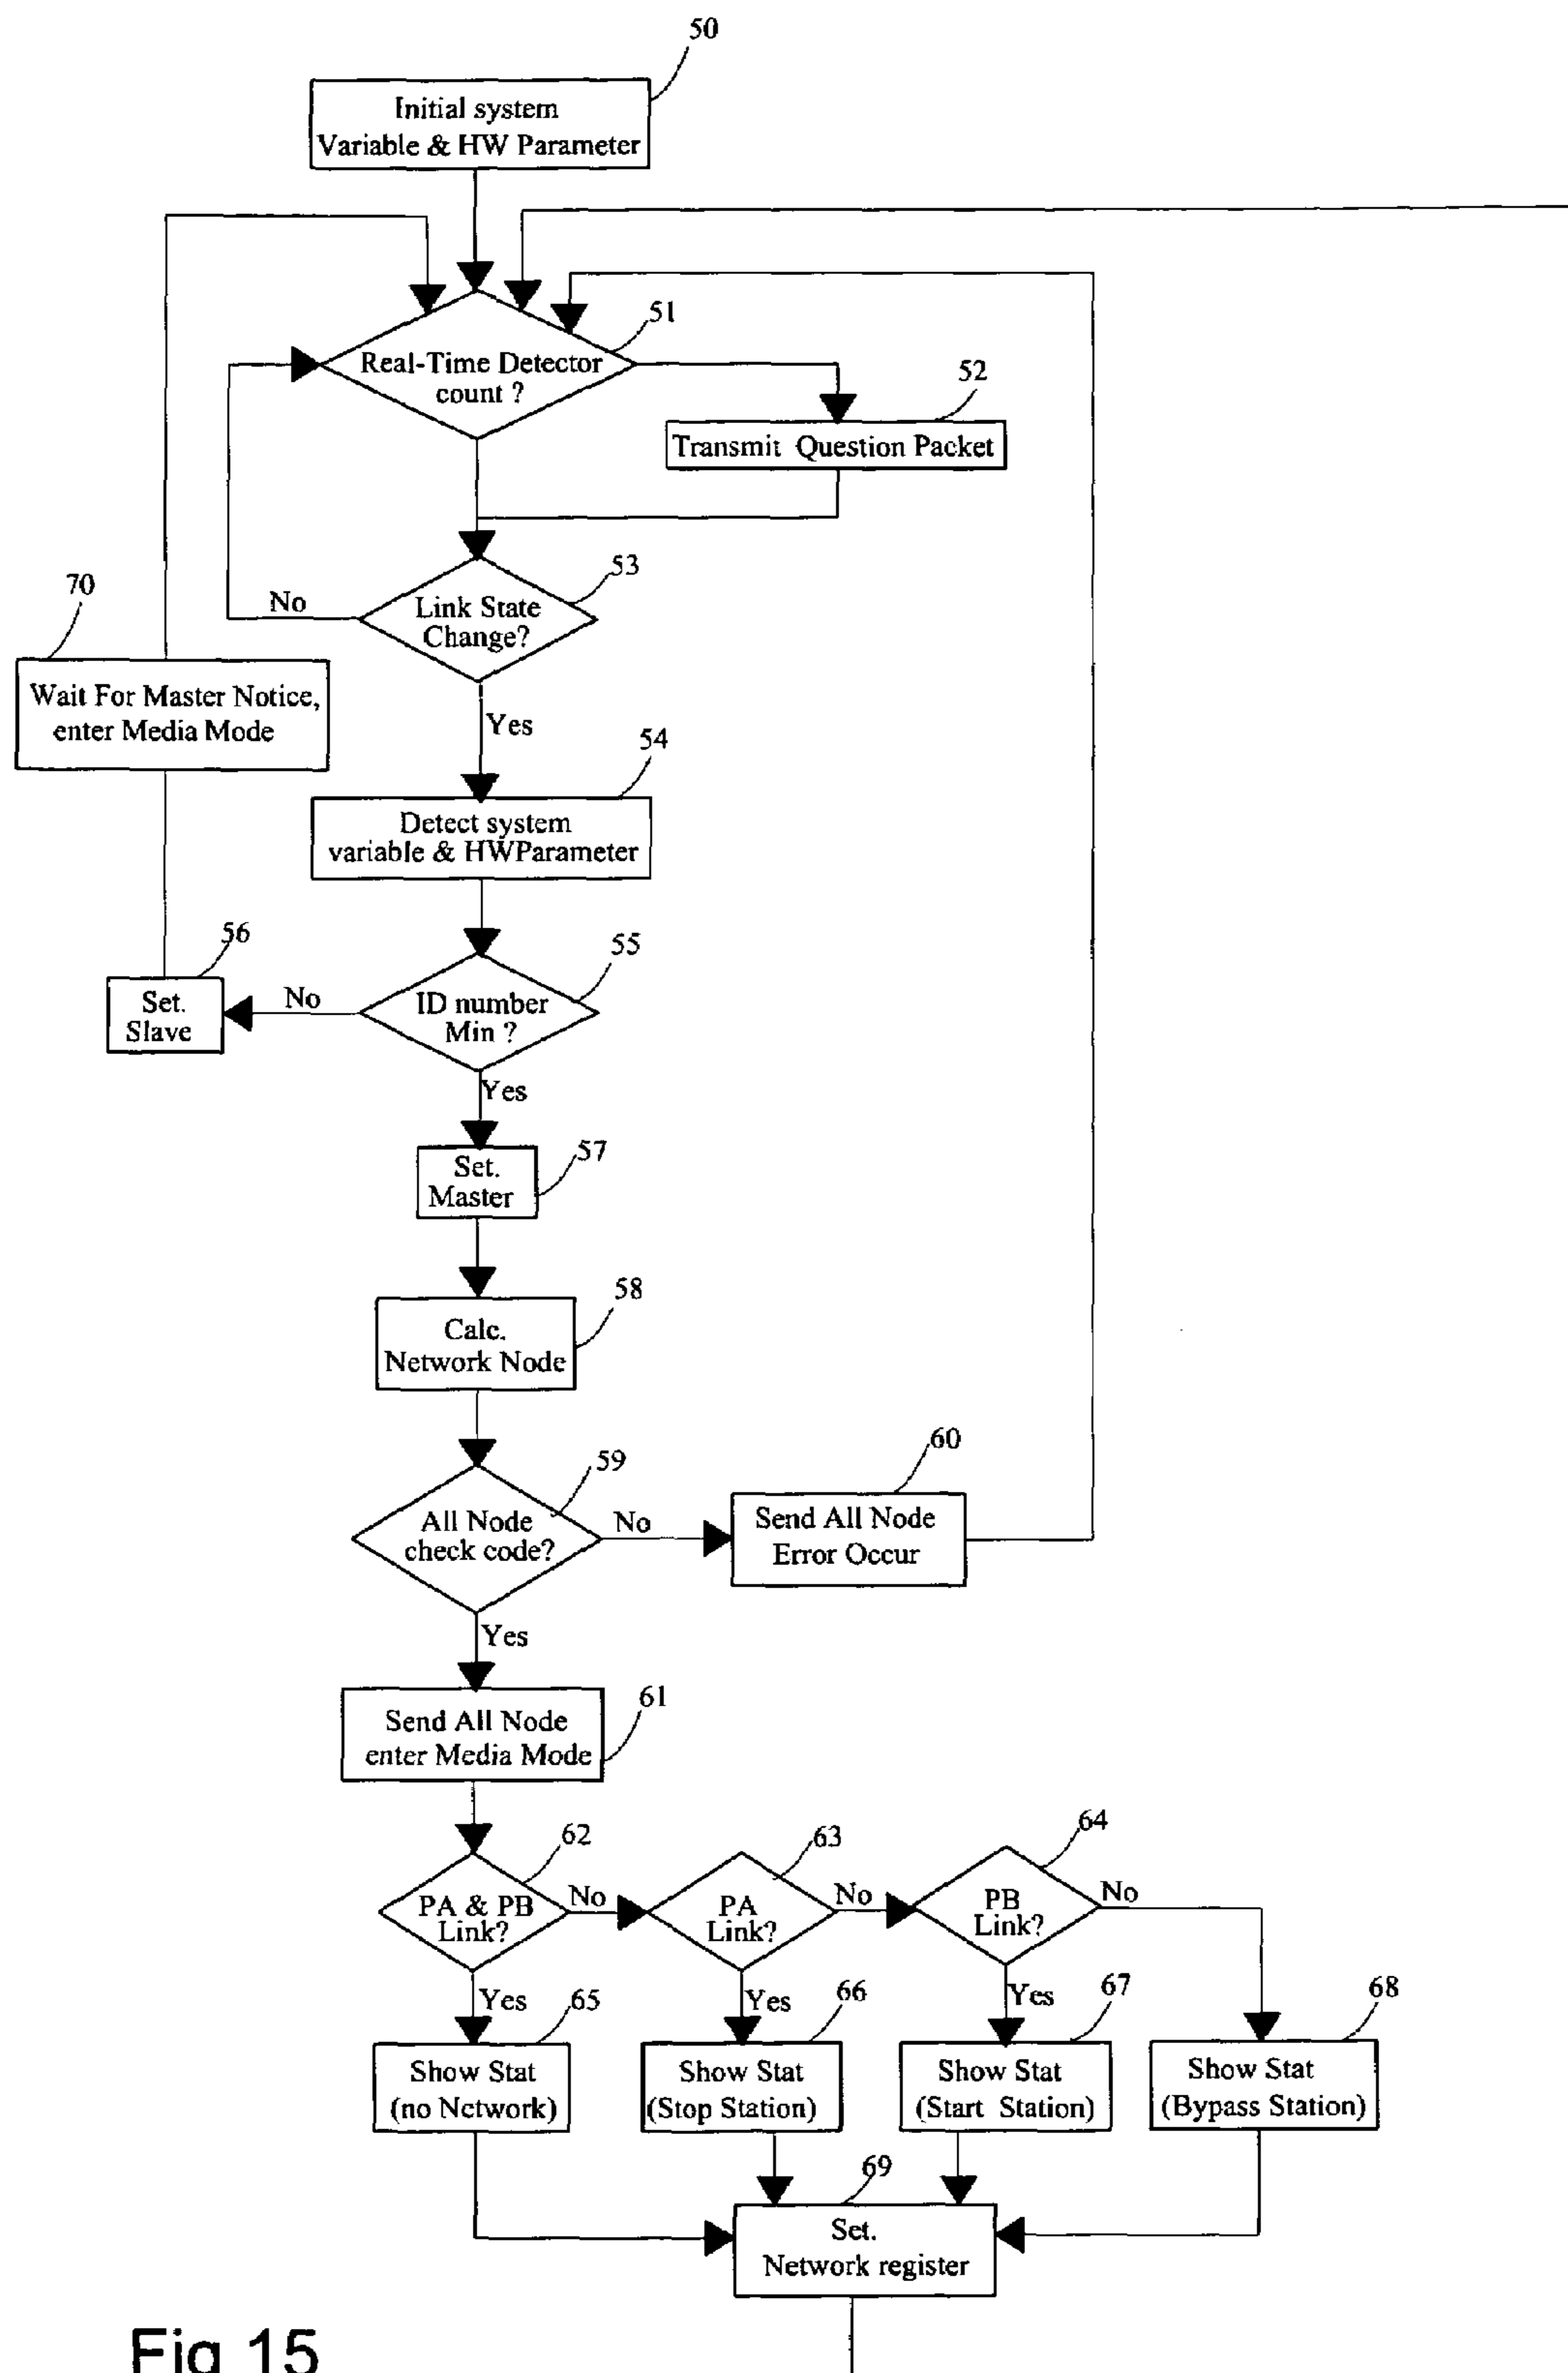 50
Initial system
Variable & HW Parameter
51
Real-Time Detector
count ?
52
Transmit Question Packet
53
Link State
Change?
No
Yes
70
Wait For Master Notice,
enter Media Mode
54
Detect system
variable & HWParameter
55
ID number
Min ?
No
56
Set.
Slave
Yes
57
Set.
Master
58
Calc.
Network Node
59
All Node
check code?
No
60
Send All Node
Error Occur
Yes
61
Send All Node
enter Media Mode
62
PA & PB
Link?
No
63
PA
Link?
No
64
PB
Link?
No
Yes
65
Show Stat
(no Network)
Yes
66
Show Stat
(Stop Station)
Yes
67
Show Stat
(Start Station)
68
Show Stat
(Bypass Station)
69
Set.
Network register
Fig 15